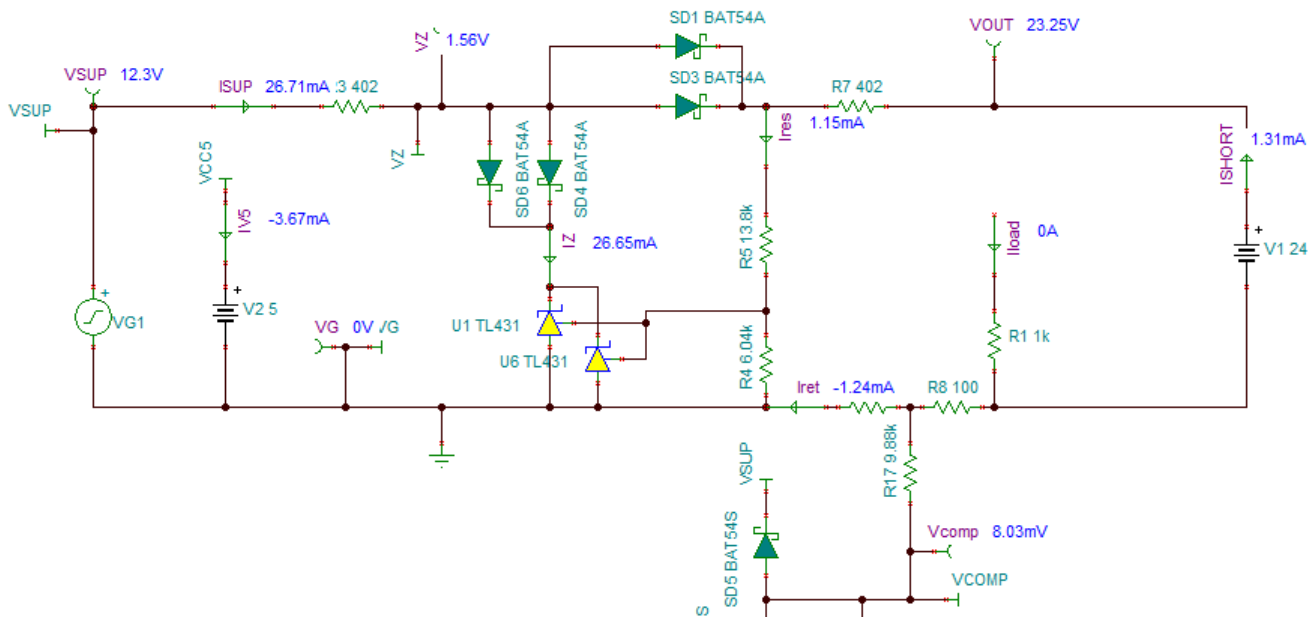 SD1 BAT54A
VZ 1.56V
VOUT 23.25V
VSUP 12.3V
ISUP 26.71mA
3 402
SD3 BAT54A
R7 402
VSUP
Ires 1.15mA
VZ
SD6 BAT54A
SD4 BAT54A
ISHORT 1.31mA
VCC5
IV5 -3.67mA
IZ 26.65mA
R5 13.8k
Iload 0A
V1 24
VG1
V2 5
VG 0V /G
U1 TL431
U6 TL431
R4 6.04k
R1 1k
Iret -1.24mA
R8 100
R17 9.88k
VSUP
SD5 BAT54S
Vcomp 8.03mV
VCOMP
S